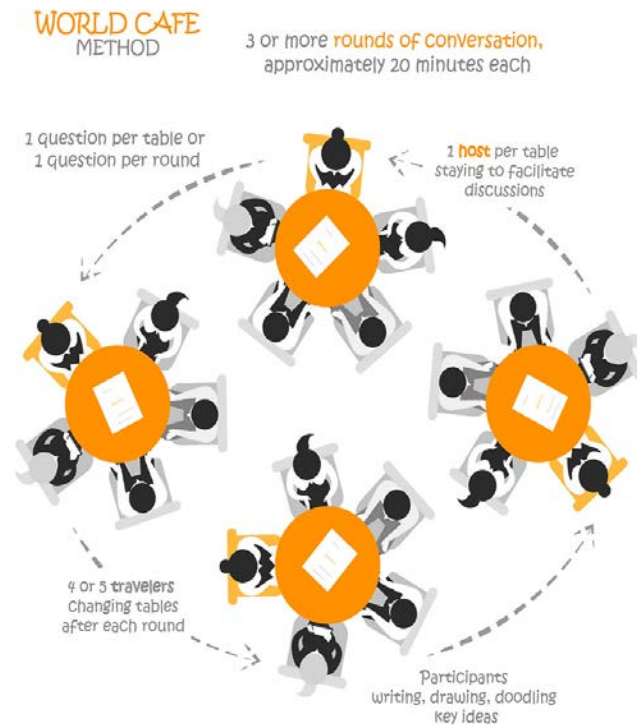 WORLD CAFE
METHOD
3 or more rounds of conversation,
approximately 20 minutes each
1 question per table or
1 question per round
1 host per table
staying to facilitate
discussions
4 or 5 travelers
changing tables
after each round
Participants
writing, drawing, doodling
key ideas